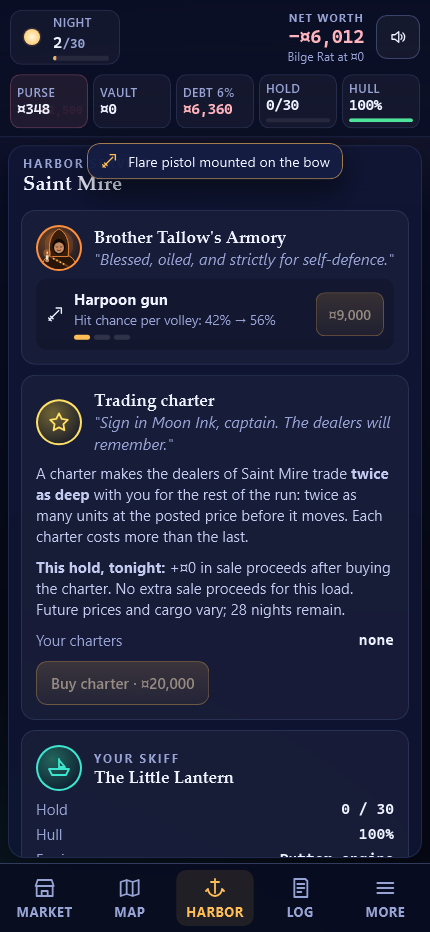 NIGHT
2/30
NET WORTH
−¤6,012
Bilge Rat at ¤0
PURSE
¤348
VAULT
¤0
DEBT 6%
¤6,360
HOLD
0/30
HULL
100%
HARBOR
Flare pistol mounted on the bow
Saint Mire
Brother Tallow's Armory
"Blessed, oiled, and strictly for self-defence."
Harpoon gun
Hit chance per volley: 42% → 56%
¤9,000
Trading charter
"Sign in Moon Ink, captain. The dealers will
remember."
A charter makes the dealers of Saint Mire trade twice
as deep with you for the rest of the run: twice as
many units at the posted price before it moves. Each
charter costs more than the last.
This hold, tonight: +¤0 in sale proceeds after buying
the charter. No extra sale proceeds for this load.
Future prices and cargo vary; 28 nights remain.
Your charters
none
Buy charter · ¤20,000
YOUR SKIFF
The Little Lantern
Hold
0 / 30
Hull
100%
MARKET
MAP
HARBOR
LOG
MORE